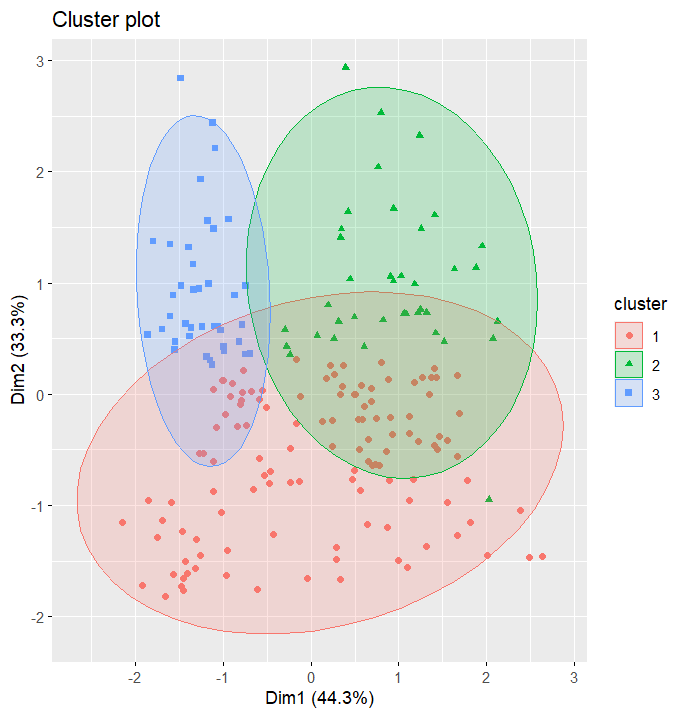 Cluster plot
3
2
1
0
-1
-2
Dim2 (33.3%)
-2 -1 0 1 2 3
Dim1 (44.3%)
cluster
1
2
3